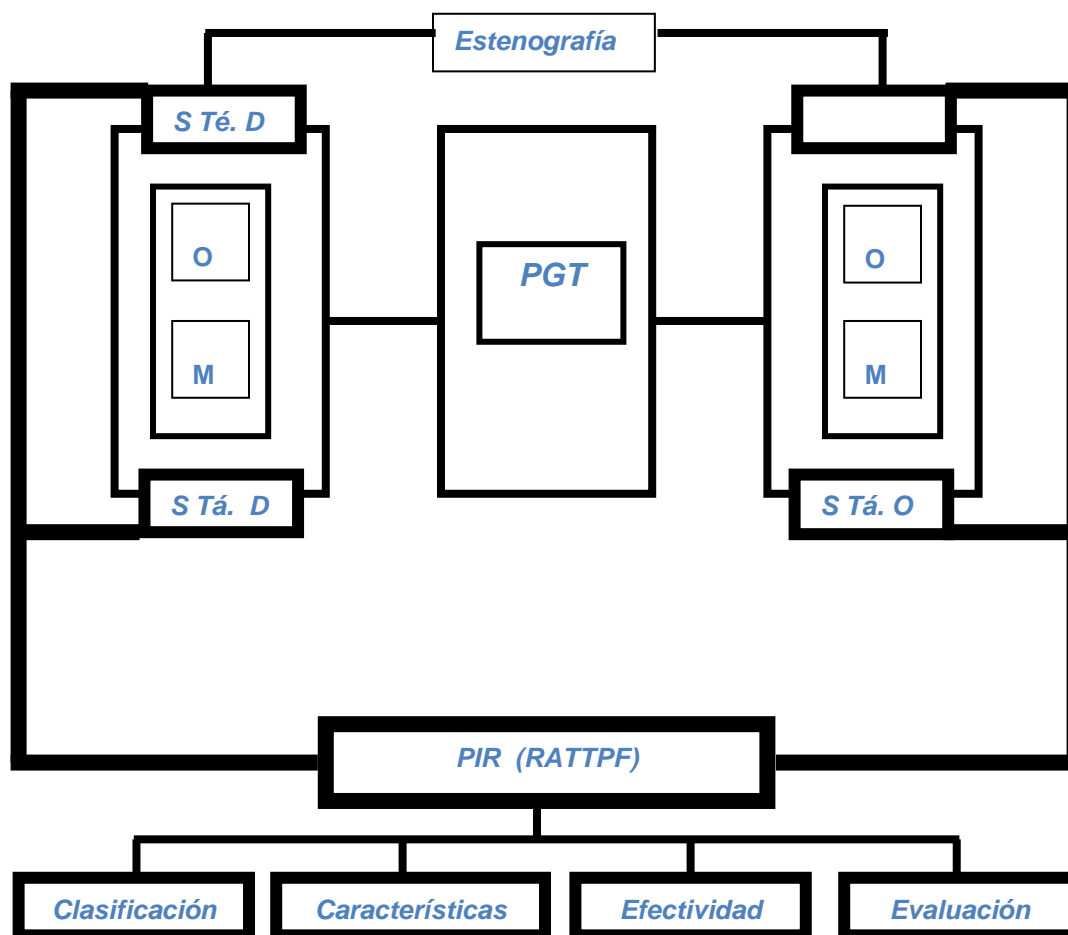 Estenografía
S Té. D
O
M
PGT
O
M
S Tá. D
S Tá. O
PIR (RATTPF)
Clasificación
Características
Efectividad
Evaluación